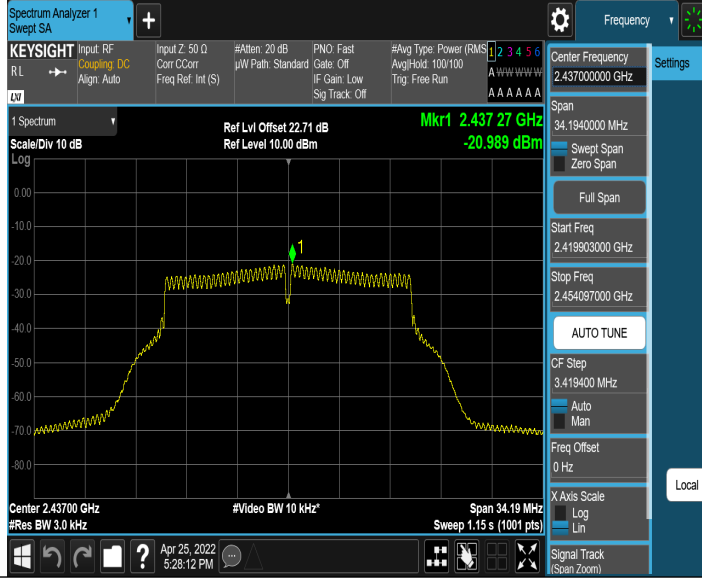 Spectrum Analyzer 1
Swept SA
Frequency
KEYSIGHT
RL
LXI
Input: RF
Coupling: DC
Align: Auto
Input Z: 50 Ω
Corr CCorr
Freq Ref: Int (S)
#Atten: 20 dB
µW Path: Standard
PNO: Fast
Gate: Off
IF Gain: Low
Sig Track: Off
#Avg Type: Power (RMS
Avg|Hold: 100/100
Trig: Free Run
1 2 3 4 5 6
A W W W W W
A A A A A A
Center Frequency
2.437000000 GHz
Settings
Span
34.1940000 MHz
Swept Span
Zero Span
Full Span
Start Freq
2.419903000 GHz
Stop Freq
2.454097000 GHz
AUTO TUNE
CF Step
3.419400 MHz
Auto
Man
Freq Offset
0 Hz
X Axis Scale
Log
Lin
Local
Signal Track
(Span Zoom)
1 Spectrum
Scale/Div 10 dB
Log
Ref Lvl Offset 22.71 dB
Ref Level 10.00 dBm
Mkr1 2.437 27 GHz
-20.989 dBm
0.00
-10.0
-20.0
-30.0
-40.0
-50.0
-60.0
-70.0
-80.0
1
Center 2.43700 GHz
#Res BW 3.0 kHz
#Video BW 10 kHz*
Span 34.19 MHz
Sweep 1.15 s (1001 pts)
?
Apr 25, 2022
5:28:12 PM